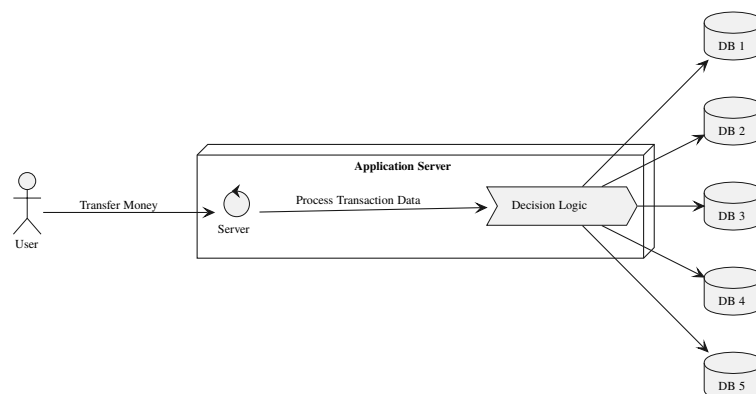 DB 1
DB 2
Application Server
Transfer Money
Process Transaction Data
Decision Logic
DB 3
User
Server
DB 4
DB 5